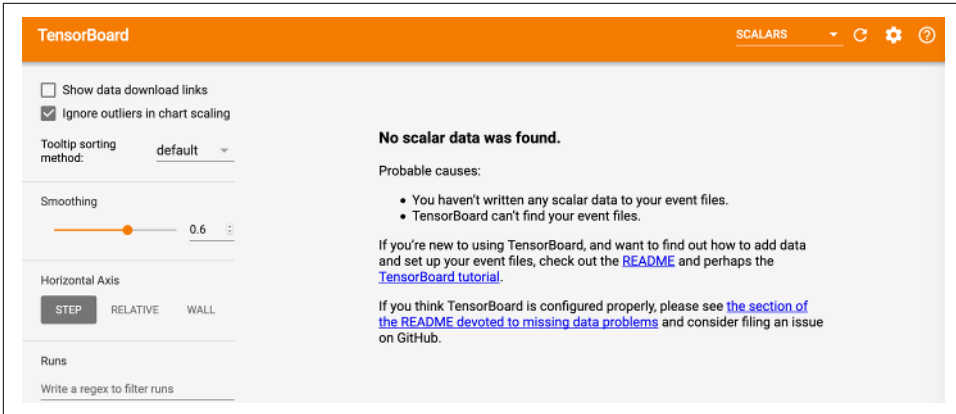 TensorBoard
SCALARS
Show data download links
Ignore outliers in chart scaling
Tooltip sorting
method:
default
Smoothing
0.6
Horizontal Axis
STEP RELATIVE WALL
Runs
Write a regex to filter runs
No scalar data was found.
Probable causes:
• You haven't written any scalar data to your event files.
• TensorBoard can't find your event files.
If you're new to using TensorBoard, and want to find out how to add data
and set up your event files, check out the README and perhaps the
TensorBoard tutorial.
If you think TensorBoard is configured properly, please see the section of
the README devoted to missing data problems and consider filing an issue
on GitHub.